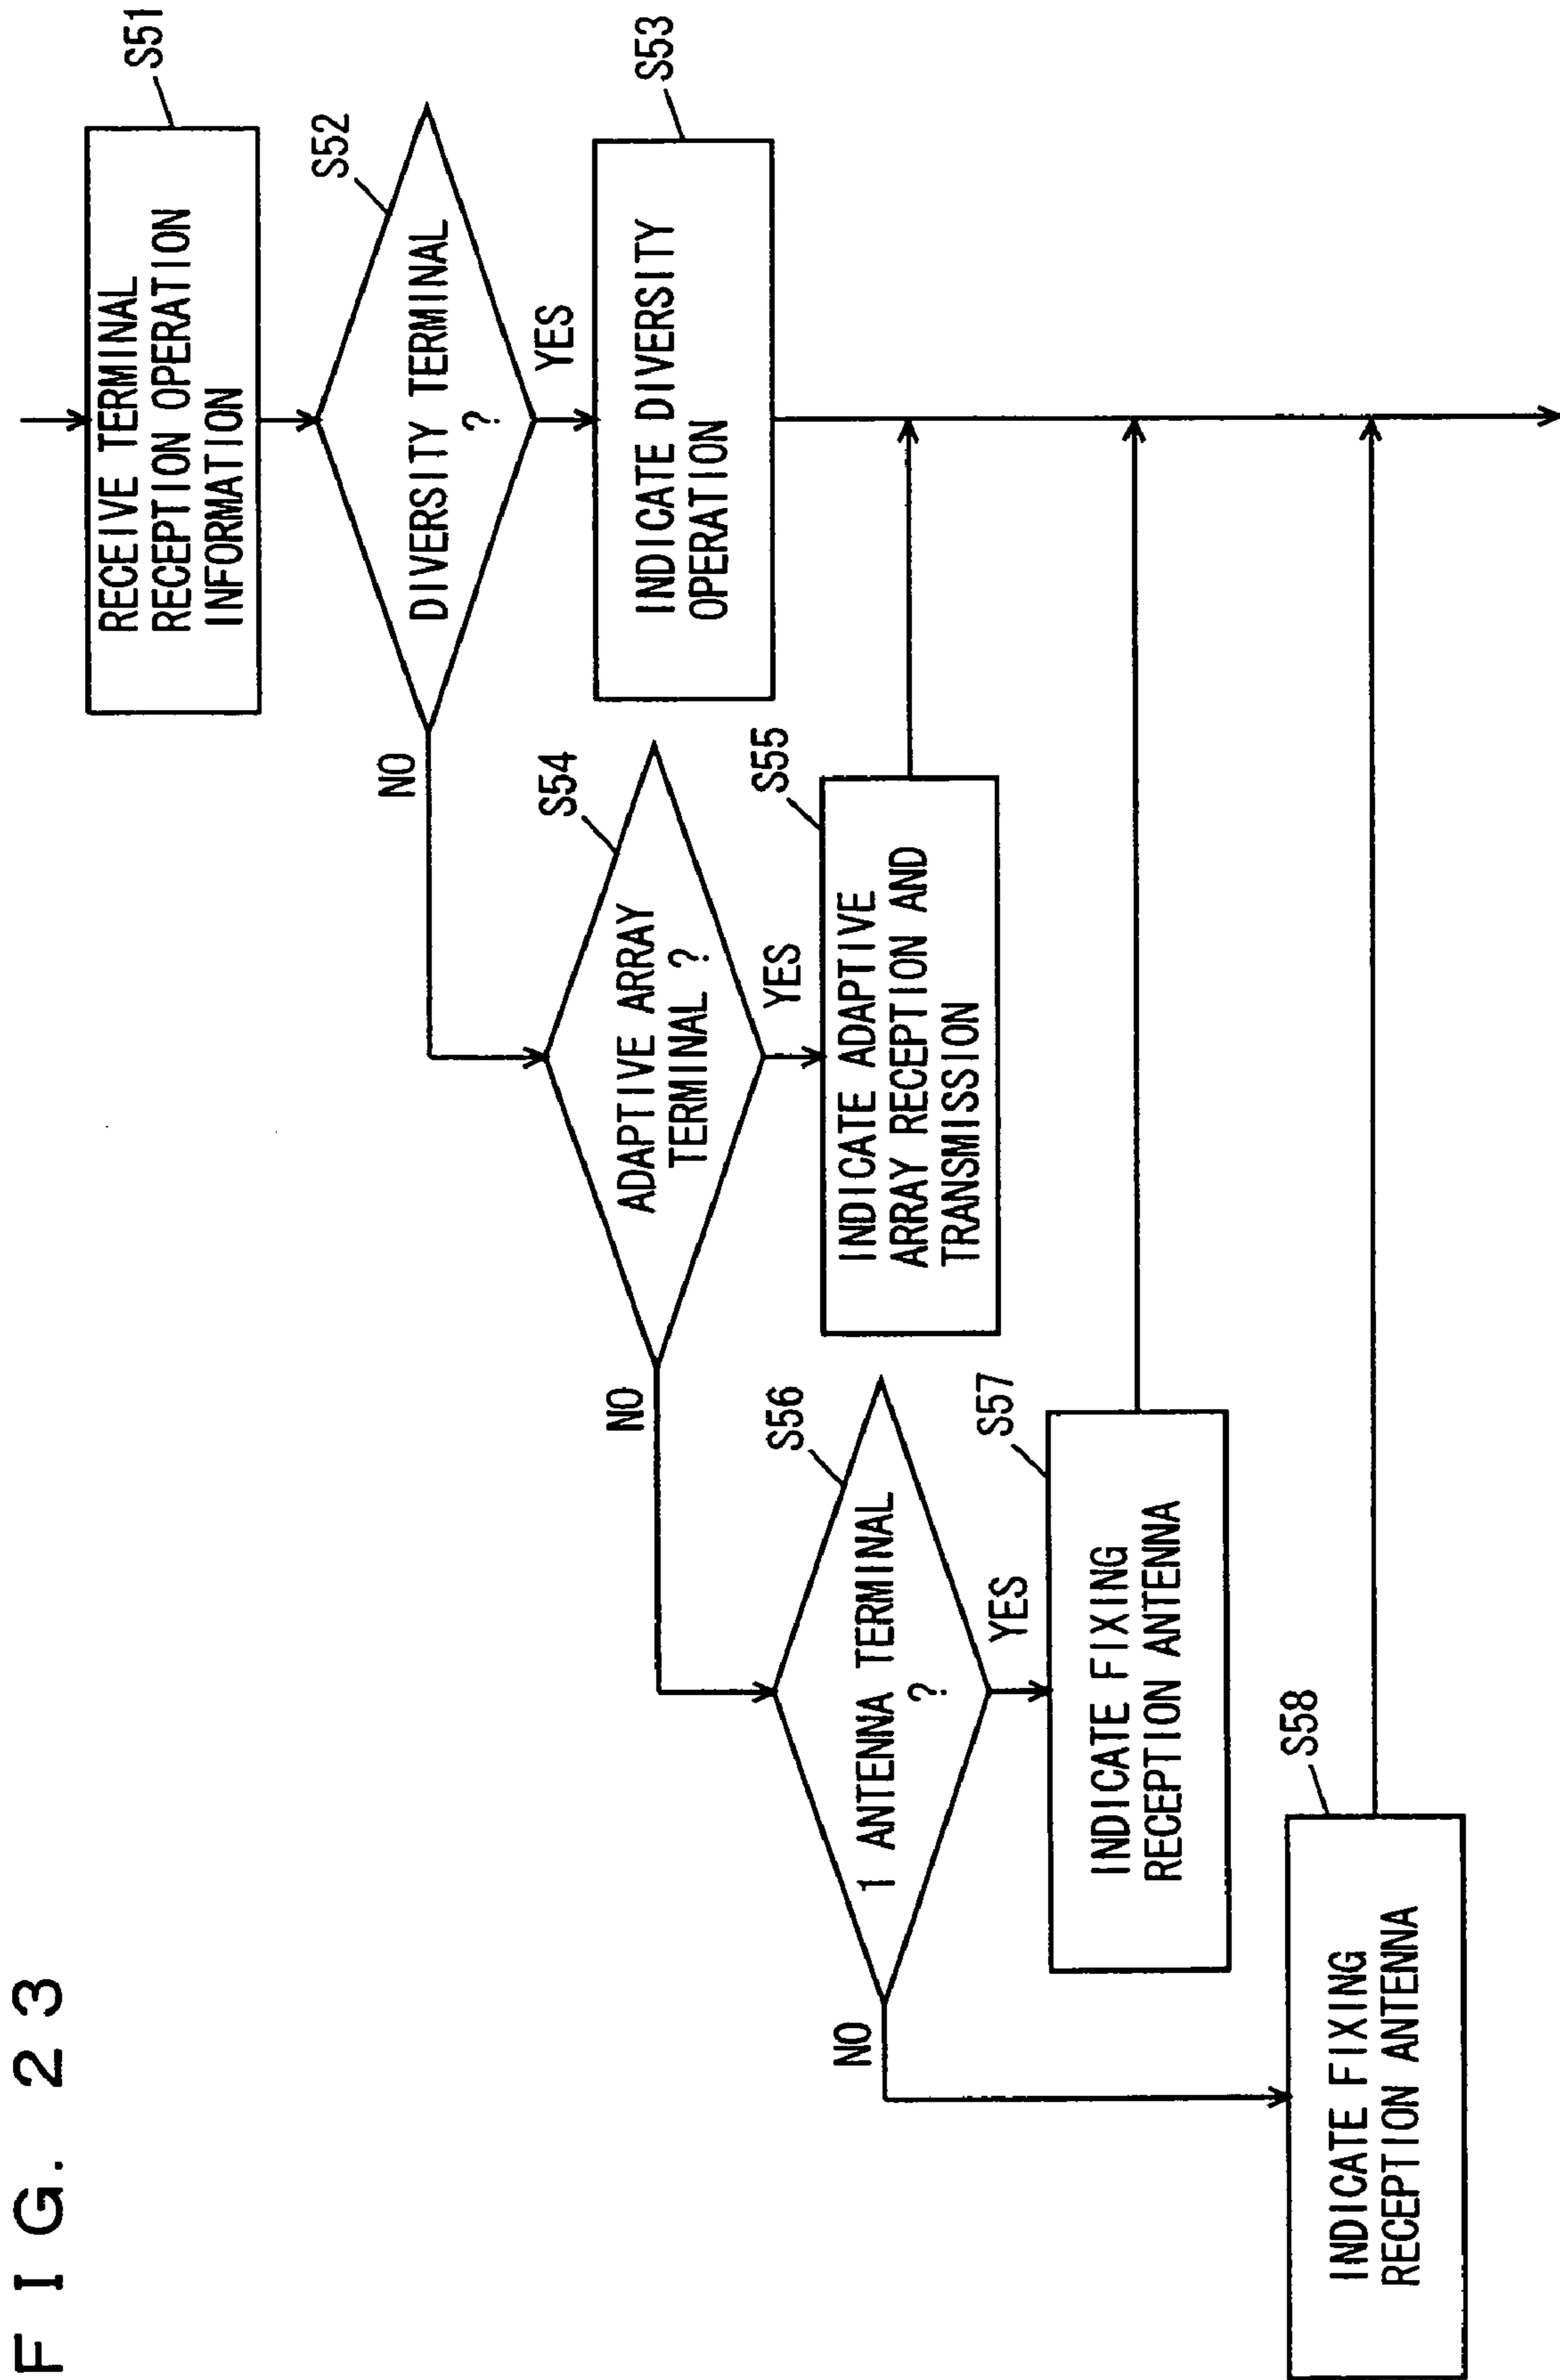 FIG. 23
S51
RECEIVE TERMINAL
RECEPTION OPERATION
INFORMATION
S52
DIVERSITY TERMINAL
?
YES
NO
S53
INDICATE DIVERSITY
OPERATION
S54
ADAPTIVE ARRAY
TERMINAL ?
YES
NO
S55
INDICATE ADAPTIVE
ARRAY RECEPTION AND
TRANSMISSION
S56
1 ANTENNA TERMINAL
?
YES
NO
S57
INDICATE FIXING
RECEPTION ANTENNA
S58
INDICATE FIXING
RECEPTION ANTENNA